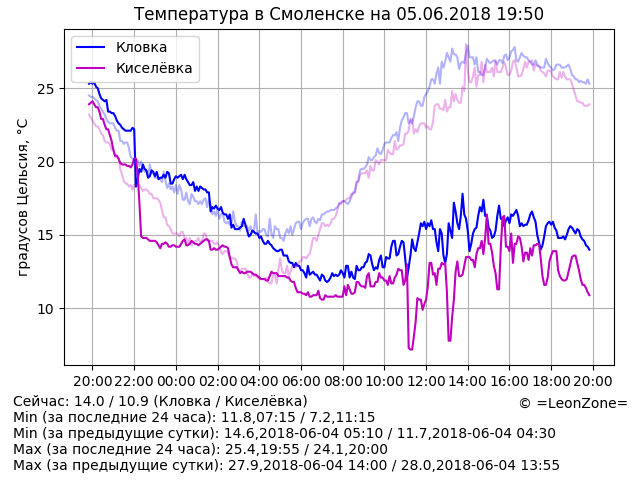 Температура в Смоленске на 05.06.2018 19:50
Кловка
Киселёвка
градусов Цельсия, °C
25
20
15
10
20:00 22:00 00:00 02:00 04:00 06:00 08:00 10:00 12:00 14:00 16:00 18:00 20:00
Сейчас: 14.0 / 10.9 (Кловка / Киселёвка)
© =LeonZone=
Min (за последние 24 часа): 11.8,07:15 / 7.2,11:15
Min (за предыдущие сутки): 14.6,2018-06-04 05:10 / 11.7,2018-06-04 04:30
Max (за последние 24 часа): 25.4,19:55 / 24.1,20:00
Max (за предыдущие сутки): 27.9,2018-06-04 14:00 / 28.0,2018-06-04 13:55